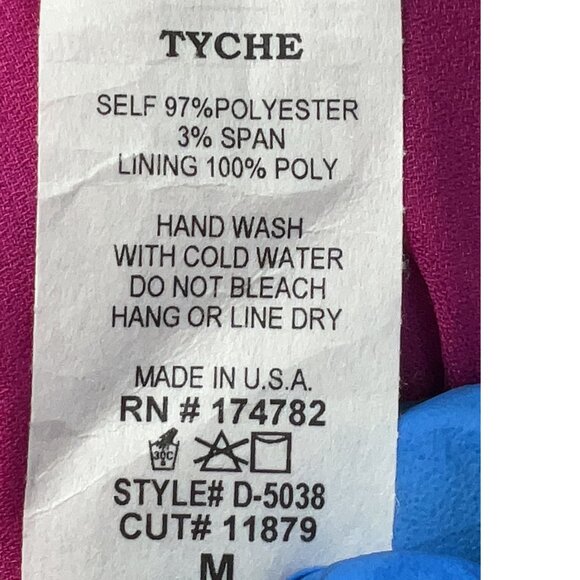 TYCHE
SELF 97%POLYESTER
3% SPAN
LINING 100% POLY
HAND WASH
WITH COLD WATER
DO NOT BLEACH
HANG OR LINE DRY
MADE IN U.S.A.
RN # 174782
30C
STYLE# D-5038
CUT# 11879
M